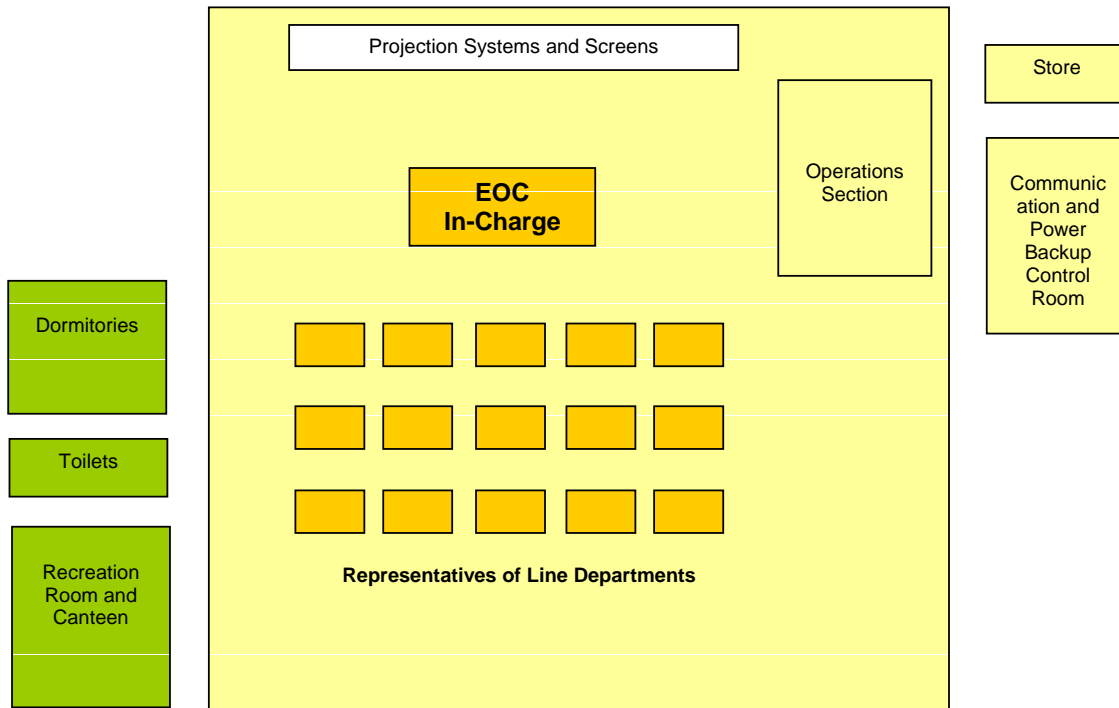 Projection Systems and Screens
Store
Operations
Section
EOC
In-Charge
Communic
ation and
Power
Backup
Control
Room
Dormitories
Toilets
Recreation
Room and
Canteen
Representatives of Line Departments